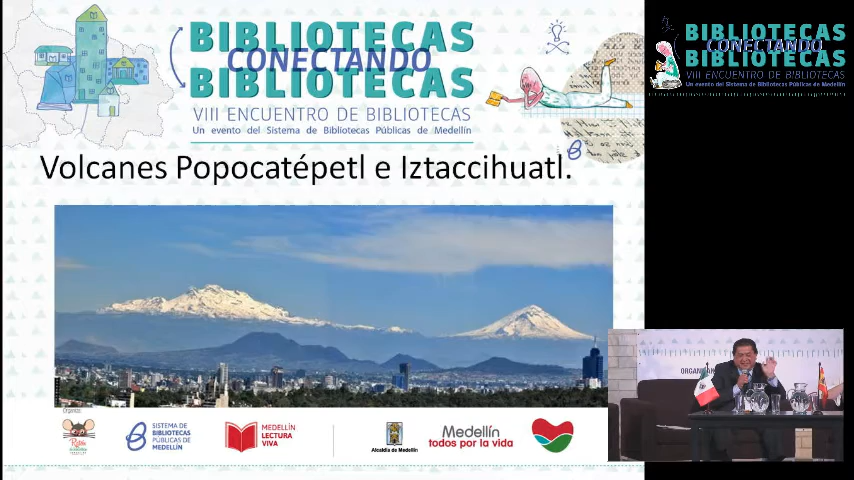 BIBLIOTECAS
CONECTANDO
BIBLIOTECAS
VIII ENCUENTRO DE BIBLIOTECAS
Un evento del Sistema de Bibliotecas Públicas de Medellín
Volcanes Popocatépetl e Iztaccihuatl.
Organiza:
SISTEMA DE
BIBLIOTECAS
PÚBLICAS DE
MEDELLÍN
MEDELLÍN
LECTURA
VIVA
Alcaldía de Medellín
Medellín
todos por la vida
BIBLIOTECAS
CONECTANDO
BIBLIOTECAS
VIII ENCUENTRO DE BIBLIOTECAS
Un evento del Sistema de Bibliotecas Públicas de Medellín